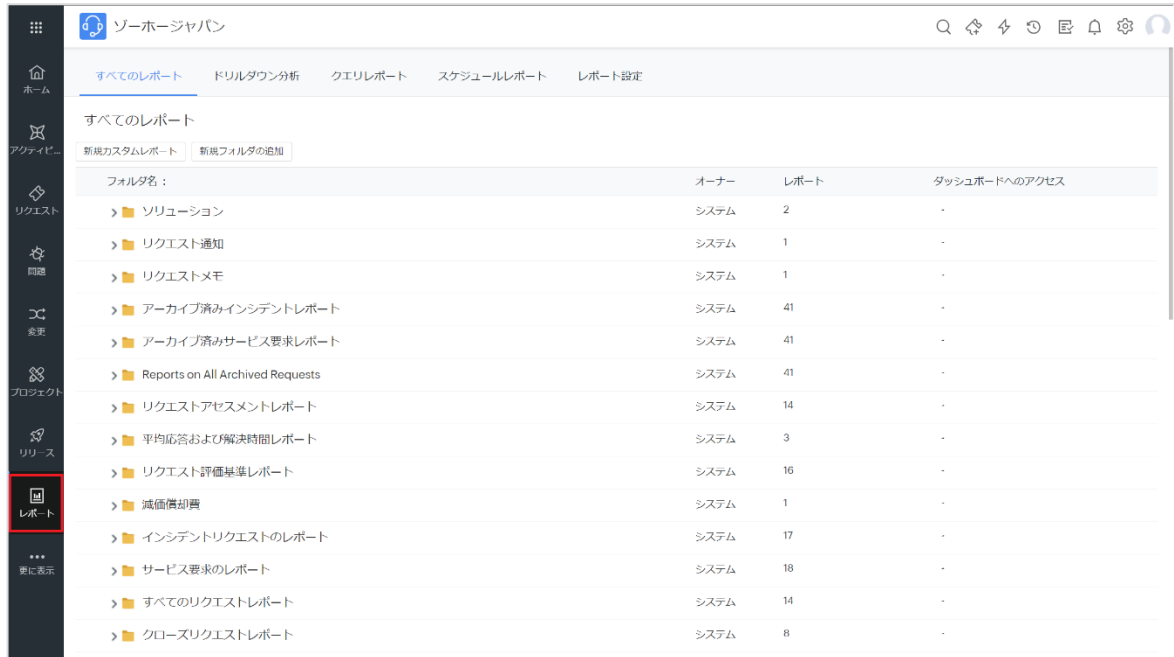 ゾーホージャパン
ホーム
アクティビ...
リクエスト
問題
変更
プロジェクト
リリース
レポート
更に表示
すべてのレポート ドリルダウン分析 クエリレポート スケジュールレポート レポート設定
すべてのレポート
新規カスタムレポート 新規フォルダの追加
フォルダ名 : オーナー レポート ダッシュボードへのアクセス
ソリューション システム 2 -
リクエスト通知 システム 1 -
リクエストメモ システム 1 -
アーカイブ済みインシデントレポート システム 41 -
アーカイブ済みサービス要求レポート システム 41 -
Reports on All Archived Requests システム 41 -
リクエストアセスメントレポート システム 14 -
平均応答および解決時間レポート システム 3 -
リクエスト評価基準レポート システム 16 -
減価償却費 システム 1 -
インシデントリクエストのレポート システム 17 -
サービス要求のレポート システム 18 -
すべてのリクエストレポート システム 14 -
クローズリクエストレポート システム 8 -